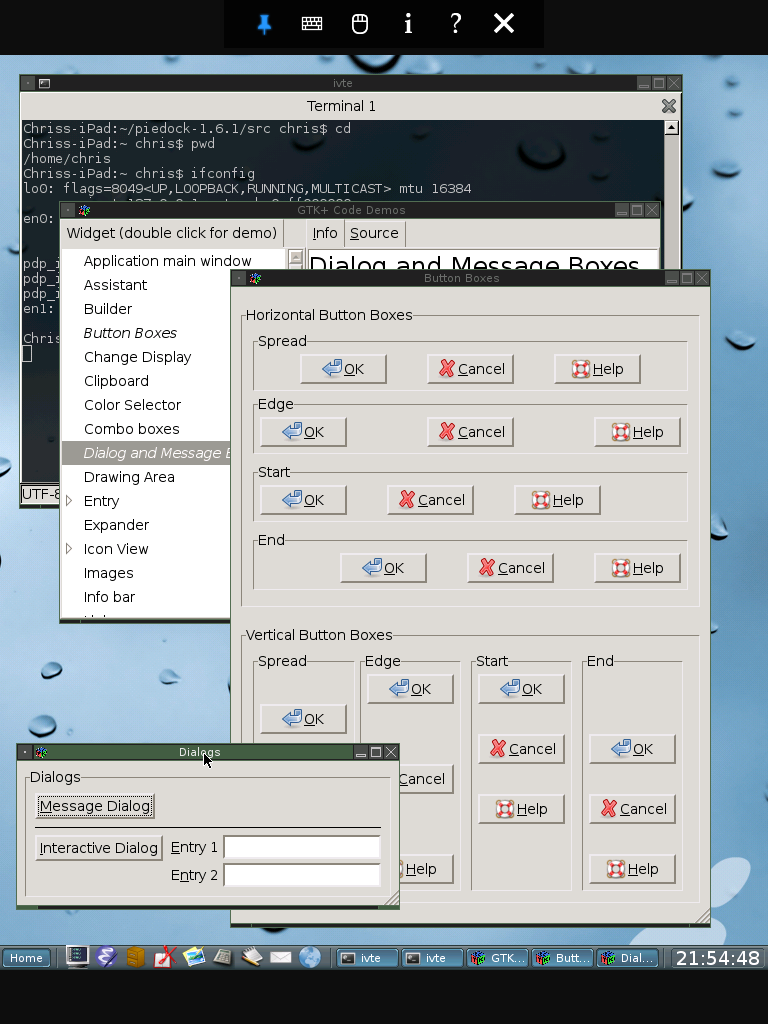 i ?
ivte
Terminal 1
Chriss-iPad:~/piedock-1.6.1/src chris$ cd
Chriss-iPad:~ chris$ pwd
/home/chris
Chriss-iPad:~ chris$ ifconfig
lo0: flags=8049<UP,LOOPBACK,RUNNING,MULTICAST> mtu 16384
en0:
pdp_i
pdp_i
pdp_i
en1:
Chris
UTF-8
GTK+ Code Demos
Widget (double click for demo)
Info
Source
Application main window
Assistant
Builder
Button Boxes
Change Display
Clipboard
Color Selector
Combo boxes
Dialog and Message B
Drawing Area
Entry
Expander
Icon View
Images
Info bar
Dialog and Message Boxes
Button Boxes
Horizontal Button Boxes
Spread
OK Cancel Help
Edge
OK Cancel Help
Start
OK Cancel Help
End
OK Cancel Help
Vertical Button Boxes
Spread
OK
Edge
OK
Cancel
Help
Start
OK
Cancel
Help
End
OK
Cancel
Help
Dialogs
Dialogs
Message Dialog
Interactive Dialog
Entry 1
Entry 2
Home ivte ivte GTK... Butt... Dial... 21:54:48